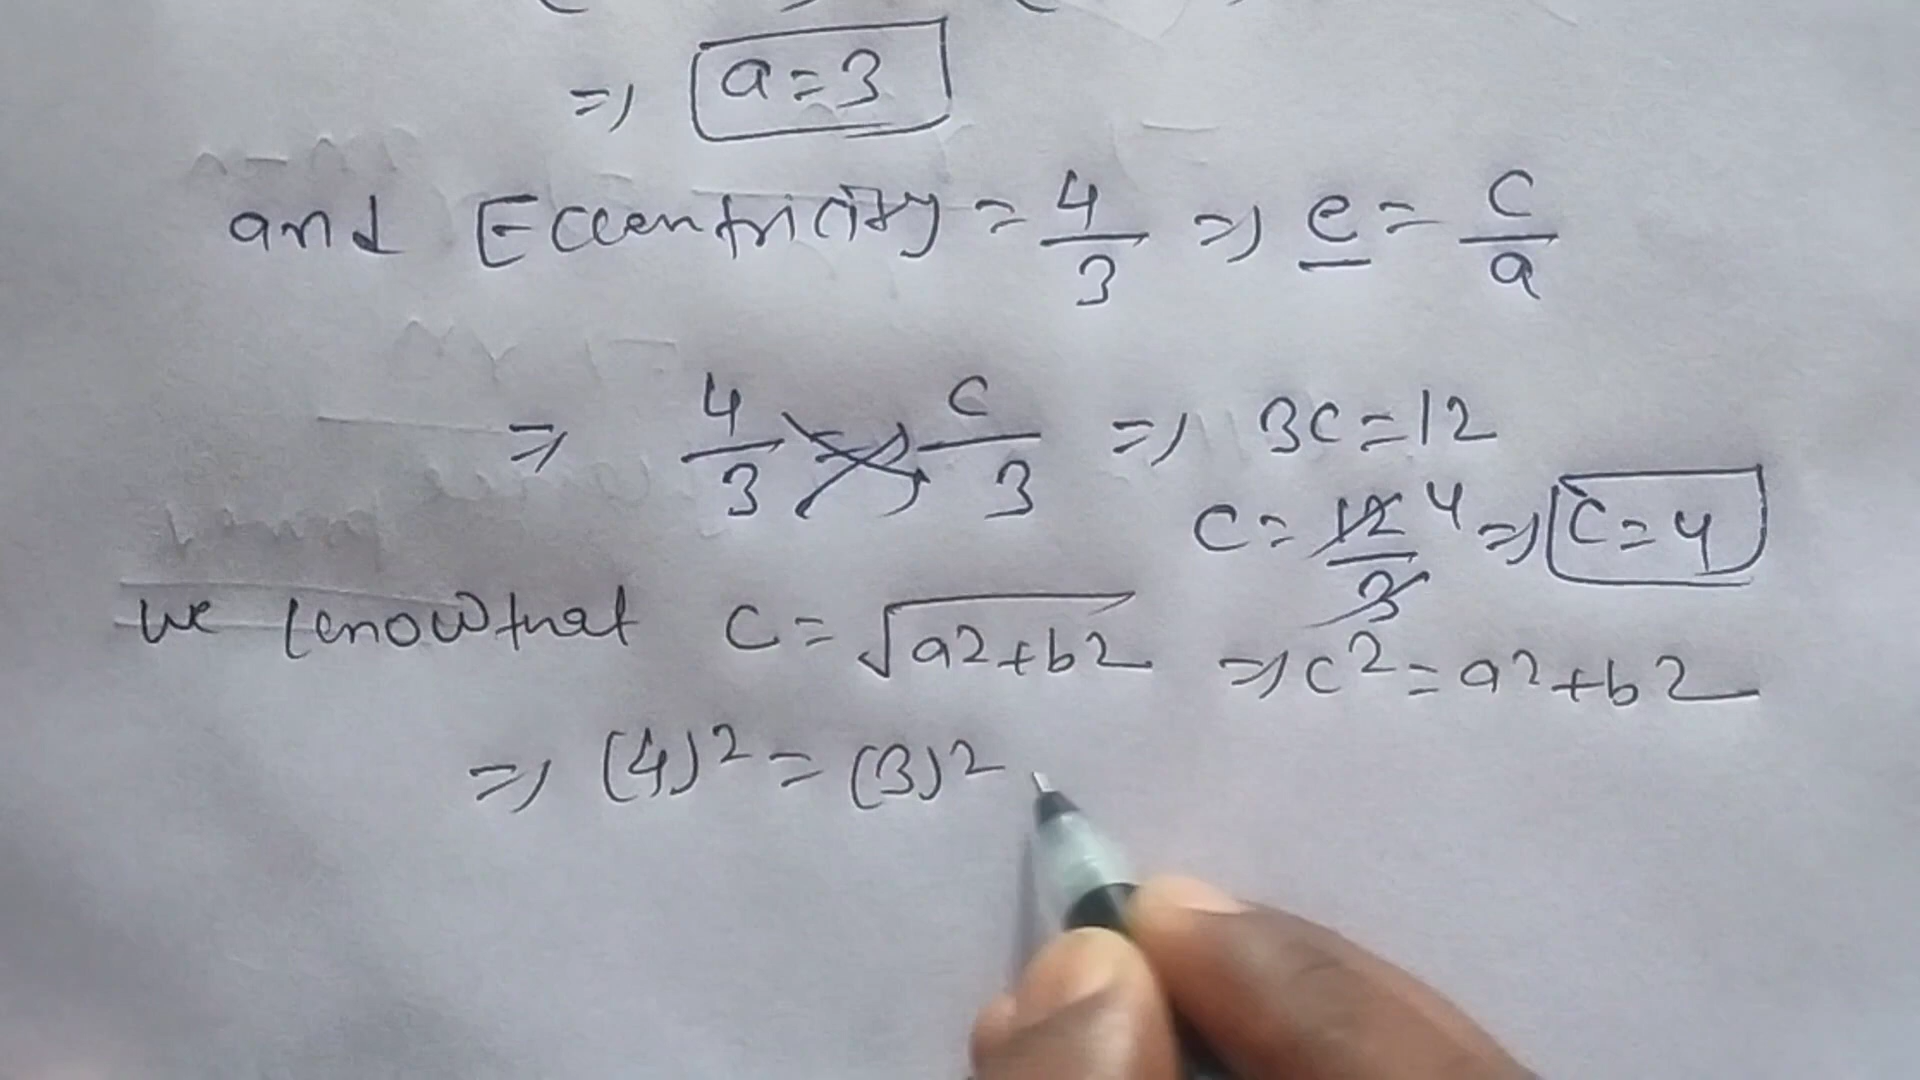 => a=3
and Eccentricity = 4/3 => e = c/a
=> 4/3 = c/3 => 3c=12
c = 12/3 4 => c=4
we know that c = √a2+b2 => c2 = a2+b2
=> (4)2 = (3)2